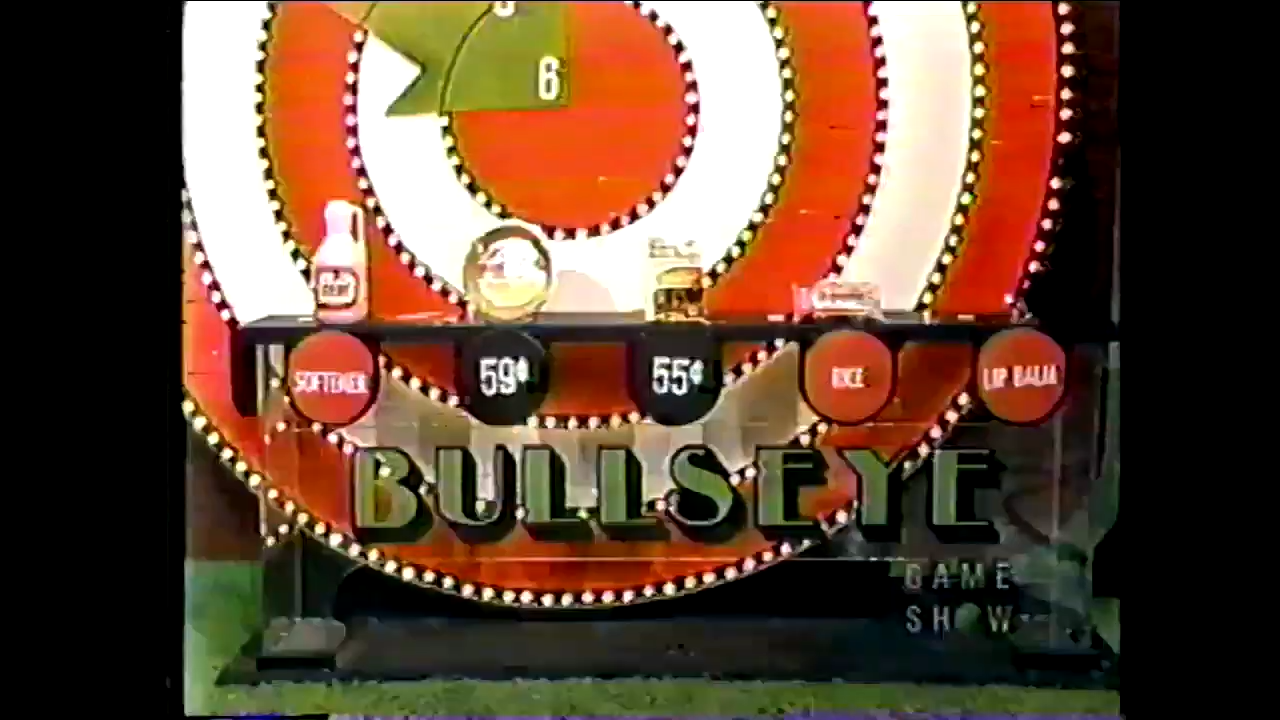 6
SOFTENER
59¢
55¢
RICE
LIP BALM
BULLSEYE
GAME
SHOW